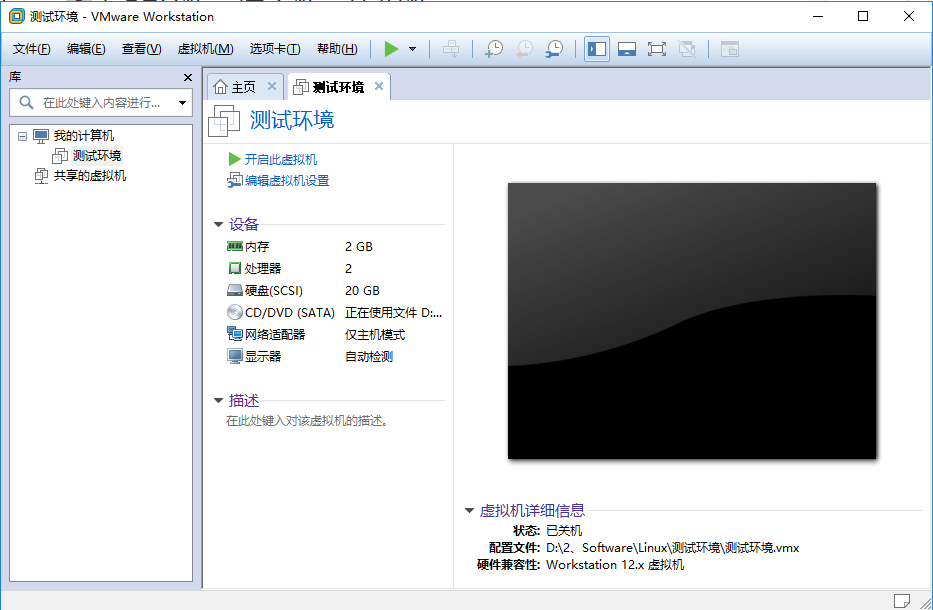 测试环境 - VMware Workstation
文件(F) 编辑(E) 查看(V) 虚拟机(M) 选项卡(T) 帮助(H)
库
在此处键入内容进行...
我的计算机
测试环境
共享的虚拟机
主页 测试环境
测试环境
开启此虚拟机
编辑虚拟机设置
设备
内存 2 GB
处理器 2
硬盘(SCSI) 20 GB
CD/DVD (SATA) 正在使用文件 D:...
网络适配器 仅主机模式
显示器 自动检测
描述
在此处键入对该虚拟机的描述。
虚拟机详细信息
状态: 已关机
配置文件: D:\2、Software\Linux\测试环境\测试环境.vmx
硬件兼容性: Workstation 12.x 虚拟机